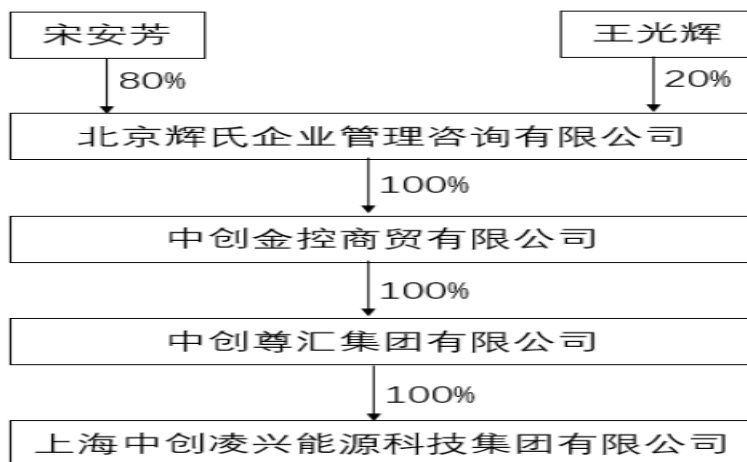 宋安芳 王光辉
80% 20%
北京辉氏企业管理咨询有限公司
100%
中创金控商贸有限公司
100%
中创尊汇集团有限公司
100%
上海中创凌兴能源科技集团有限公司